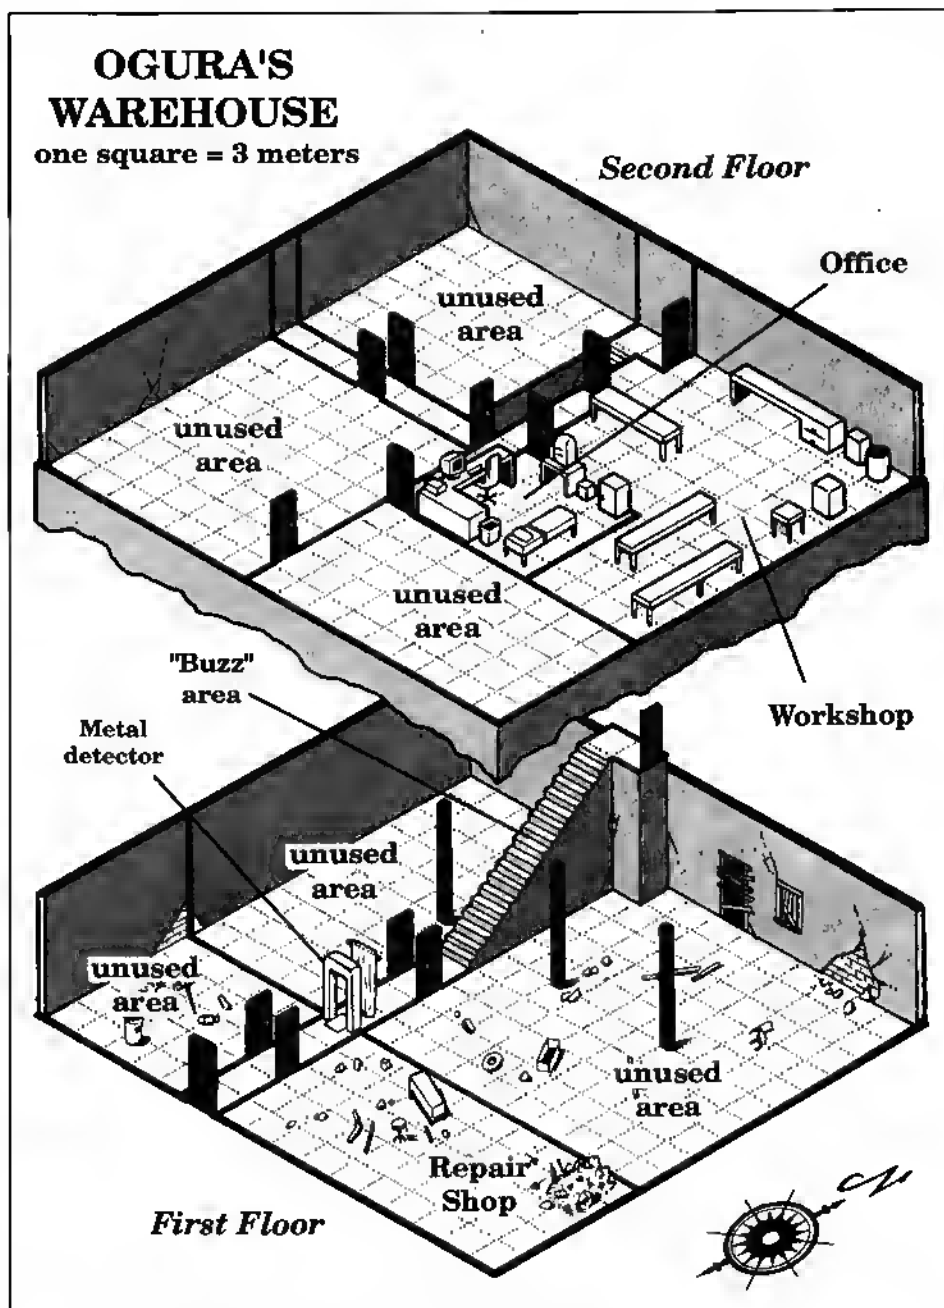 OGURA'S
WAREHOUSE
one square = 3 meters
Second Floor
Office
unused
area
unused
area
unused
area
"Buzz"
area
Workshop
Metal
detector
unused
area
unused
area
unused
area
Repair
Shop
First Floor
N